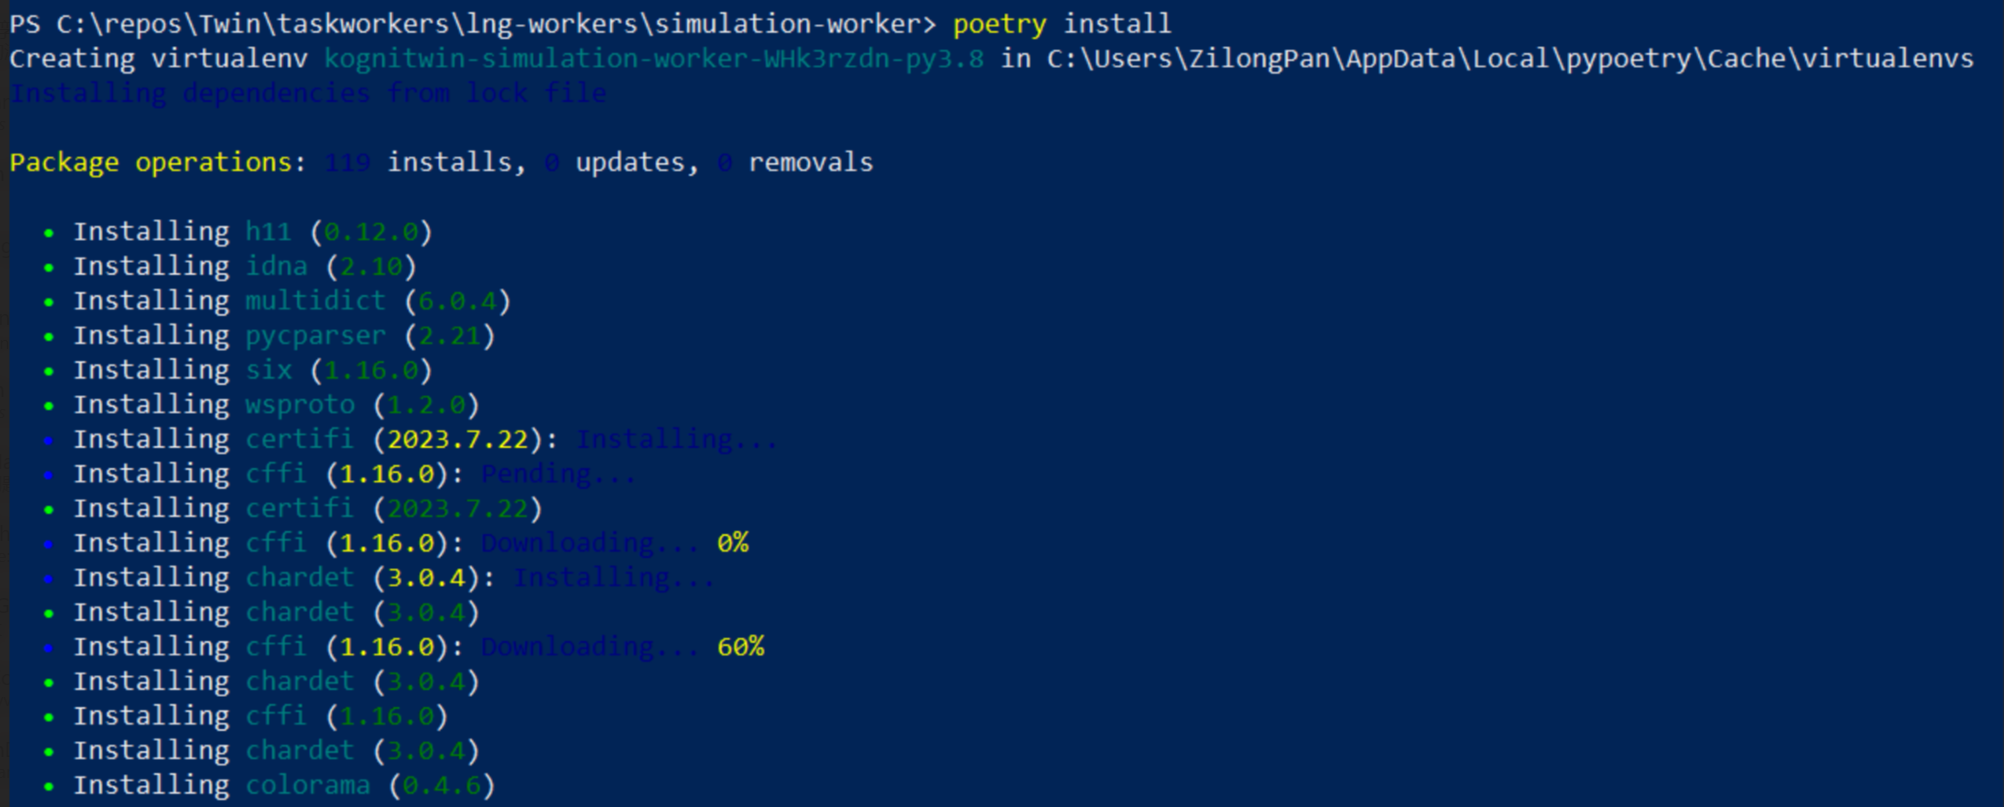 PS C:\repos\Twin\taskworkers\lng-workers\simulation-worker> poetry install
Creating virtualenv kognitwin-simulation-worker-WHk3rzdn-py3.8 in C:\Users\ZilongPan\AppData\Local\pypoetry\Cache\virtualenvs
Installing dependencies from lock file
Package operations: 119 installs, 0 updates, 0 removals
• Installing h11 (0.12.0)
• Installing idna (2.10)
• Installing multidict (6.0.4)
• Installing pycparser (2.21)
• Installing six (1.16.0)
• Installing wsproto (1.2.0)
• Installing certifi (2023.7.22): Installing...
• Installing cffi (1.16.0): Pending...
• Installing certifi (2023.7.22)
• Installing cffi (1.16.0): Downloading... 0%
• Installing chardet (3.0.4): Installing...
• Installing chardet (3.0.4)
• Installing cffi (1.16.0): Downloading... 60%
• Installing chardet (3.0.4)
• Installing cffi (1.16.0)
• Installing chardet (3.0.4)
• Installing colorama (0.4.6)